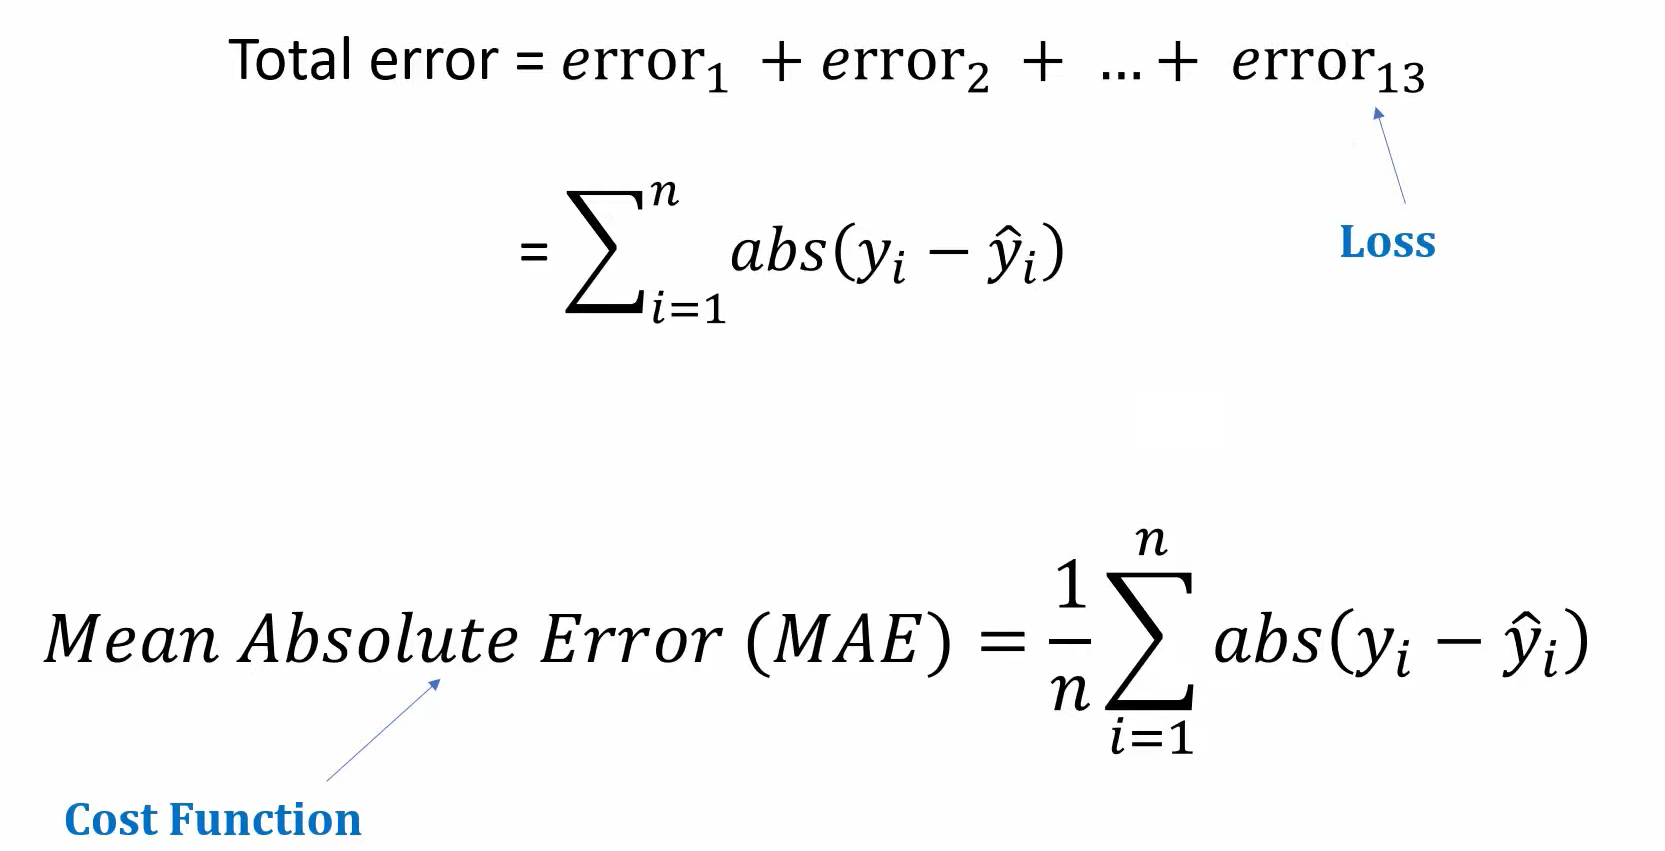 Total error = error₁ + error₂ + ... + error₁₃
= ∑ⁿᵢ₌₁ abs(yᵢ − ŷᵢ)
Loss
Mean Absolute Error (MAE) = 1/n ∑ⁿᵢ₌₁ abs(yᵢ − ŷᵢ)
Cost Function